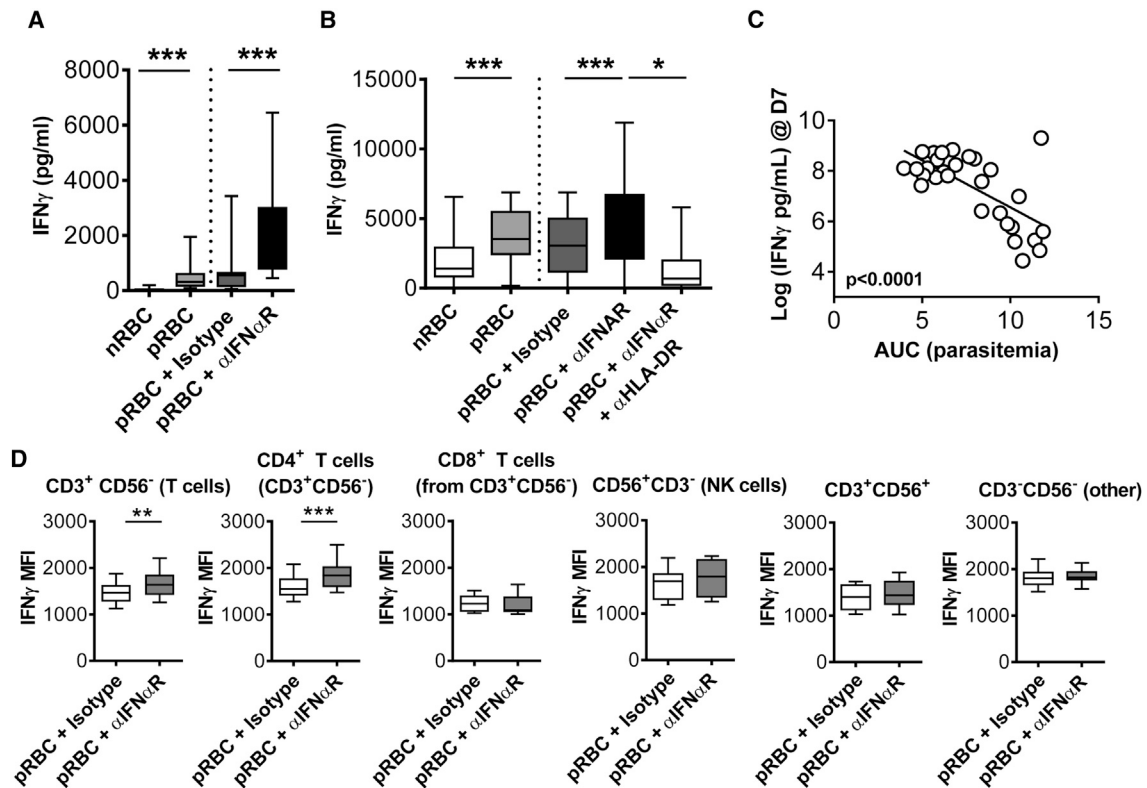 A
***
***
8000
6000
4000
2000
0
IFNγ (pg/ml)
nRBC
pRBC
pRBC + Isotype
pRBC + αIFNαR
B
***
***
*
15000
10000
5000
0
IFNγ (pg/ml)
nRBC
pRBC
pRBC + Isotype
pRBC + αIFNAR
pRBC + αIFNαR
+ αHLA-DR
C
10
8
6
4
Log (IFNγ pg/mL) @ D7
p<0.0001
0
5
10
15
AUC (parasitemia)
D
CD3⁺ CD56⁻ (T cells)
**
3000
2000
1000
0
IFNγ MFI
pRBC + Isotype
pRBC + αIFNαR
CD4⁺ T cells
(CD3⁺CD56⁻)
***
3000
2000
1000
0
IFNγ MFI
pRBC + Isotype
pRBC + αIFNαR
CD8⁺ T cells
(from CD3⁺CD56⁻)
3000
2000
1000
0
IFNγ MFI
pRBC + Isotype
pRBC + αIFNαR
CD56⁺CD3⁻ (NK cells)
3000
2000
1000
0
IFNγ MFI
pRBC + Isotype
pRBC + αIFNαR
CD3⁺CD56⁺
3000
2000
1000
0
IFNγ MFI
pRBC + Isotype
pRBC + αIFNαR
CD3⁻CD56⁻ (other)
3000
2000
1000
0
IFNγ MFI
pRBC + Isotype
pRBC + αIFNαR